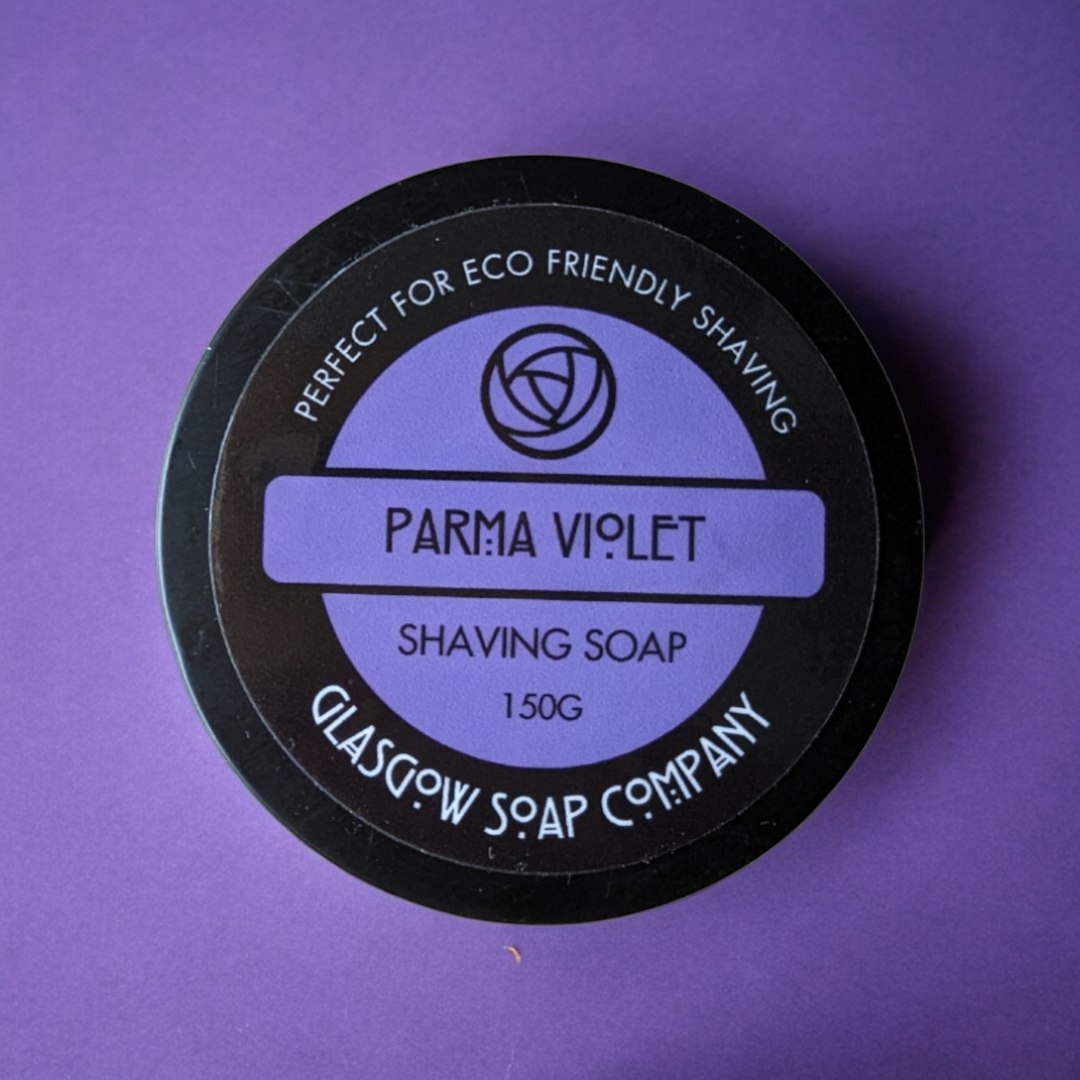 PERFECT FOR ECO FRIENDLY SHAVING
PARMA VIOLET
SHAVING SOAP
150G
GLASGOW SOAP COMPANY